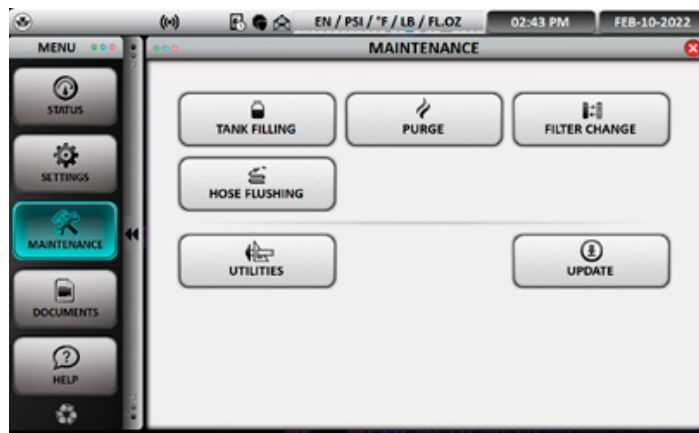 EN / PSI / °F / LB / FL.OZ 02:43 PM FEB-10-2022
MENU
MAINTENANCE
STATUS
SETTINGS
MAINTENANCE
DOCUMENTS
HELP
TANK FILLING
PURGE
FILTER CHANGE
HOSE FLUSHING
UTILITIES
UPDATE